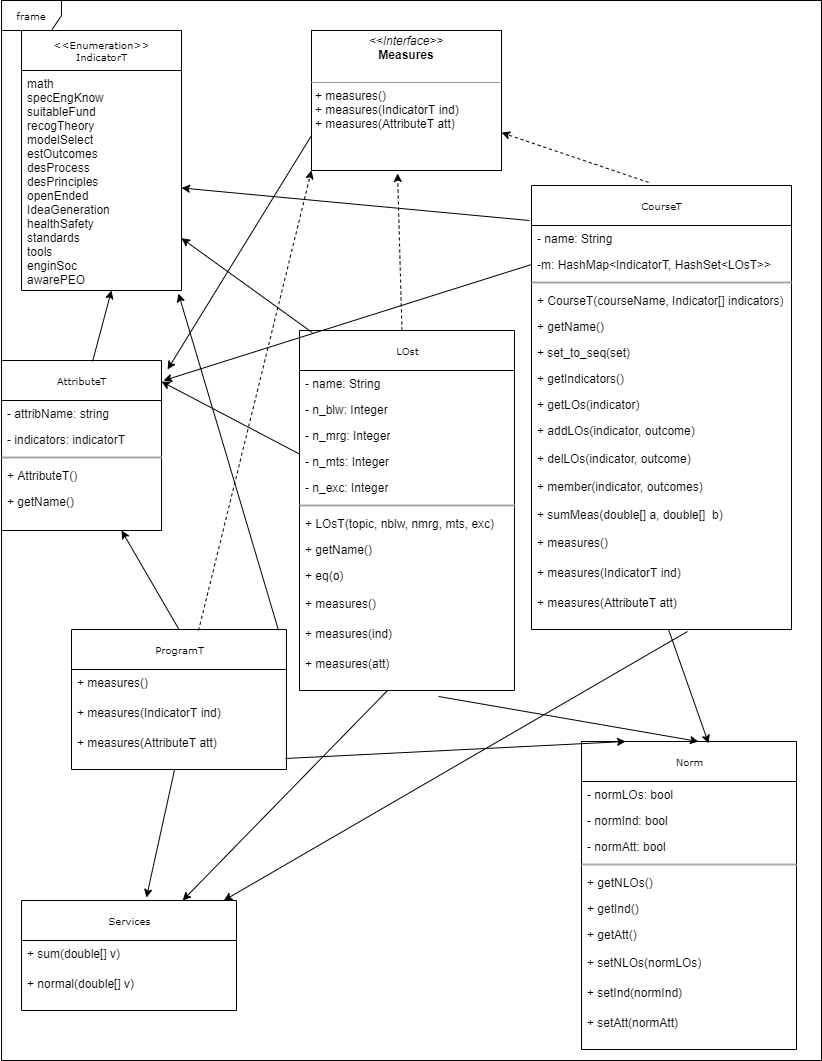 frame
<<Enumeration>>
IndicatorT
math
specEngKnow
suitableFund
recogTheory
modelSelect
estOutcomes
desProcess
desPrinciples
openEnded
IdeaGeneration
healthSafety
standards
tools
enginSoc
awarePEO
<<Interface>>
Measures
+ measures()
+ measures(IndicatorT ind)
+ measures(AttributeT att)
CourseT
- name: String
-m: HashMap<IndicatorT, HashSet<LOsT>>
+ CourseT(courseName, Indicator[] indicators)
+ getName()
+ set_to_seq(set)
+ getIndicators()
+ getLOs(indicator)
+ addLOs(indicator, outcome)
+ delLOs(indicator, outcome)
+ member(indicator, outcomes)
+ sumMeas(double[] a, double[]  b)
+ measures()
+ measures(IndicatorT ind)
+ measures(AttributeT att)
LOst
- name: String
- n_blw: Integer
- n_mrg: Integer
- n_mts: Integer
- n_exc: Integer
+ LOsT(topic, nblw, nmrg, mts, exc)
+ getName()
+ eq(o)
+ measures()
+ measures(ind)
+ measures(att)
AttributeT
- attribName: string
- indicators: indicatorT
+ AttributeT()
+ getName()
ProgramT
+ measures()
+ measures(IndicatorT ind)
+ measures(AttributeT att)
Norm
- normLOs: bool
- normInd: bool
- normAtt: bool
+ getNLOs()
+ getInd()
+ getAtt()
+ setNLOs(normLOs)
+ setInd(normInd)
+ setAtt(normAtt)
Services
+ sum(double[] v)
+ normal(double[] v)